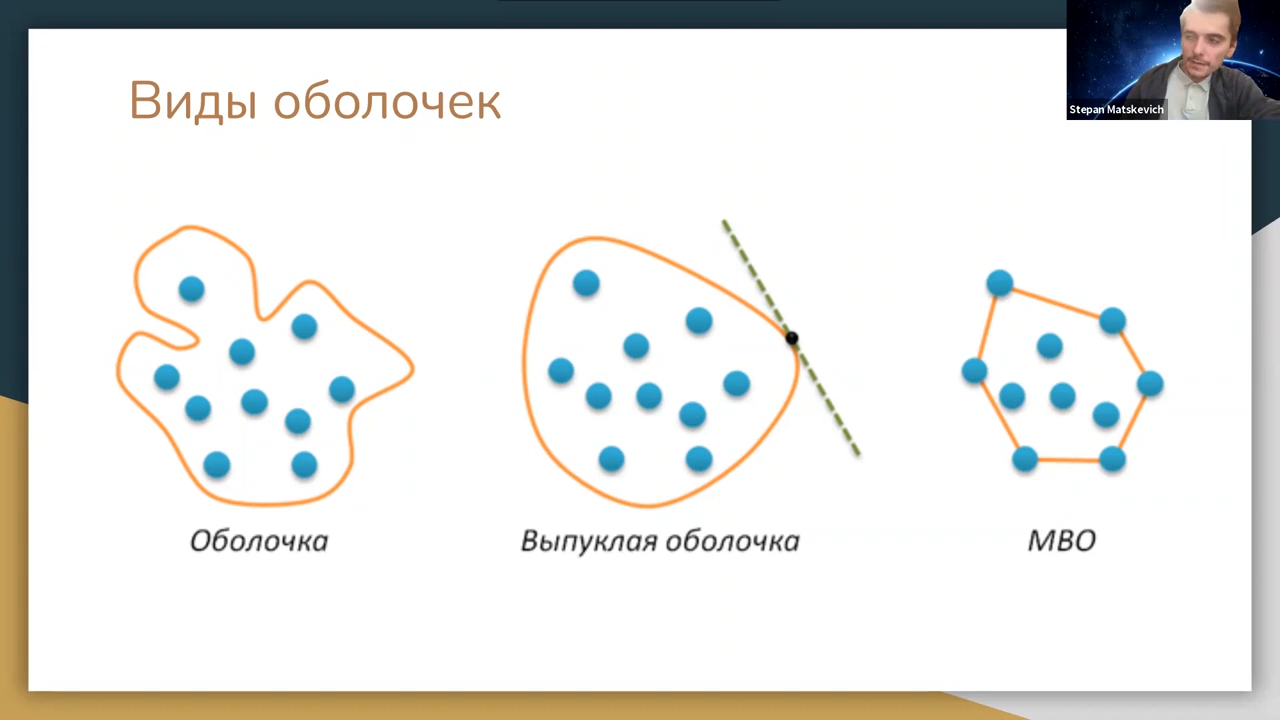 Виды оболочек
Stepan Matskevich
Оболочка
Выпуклая оболочка
МВО